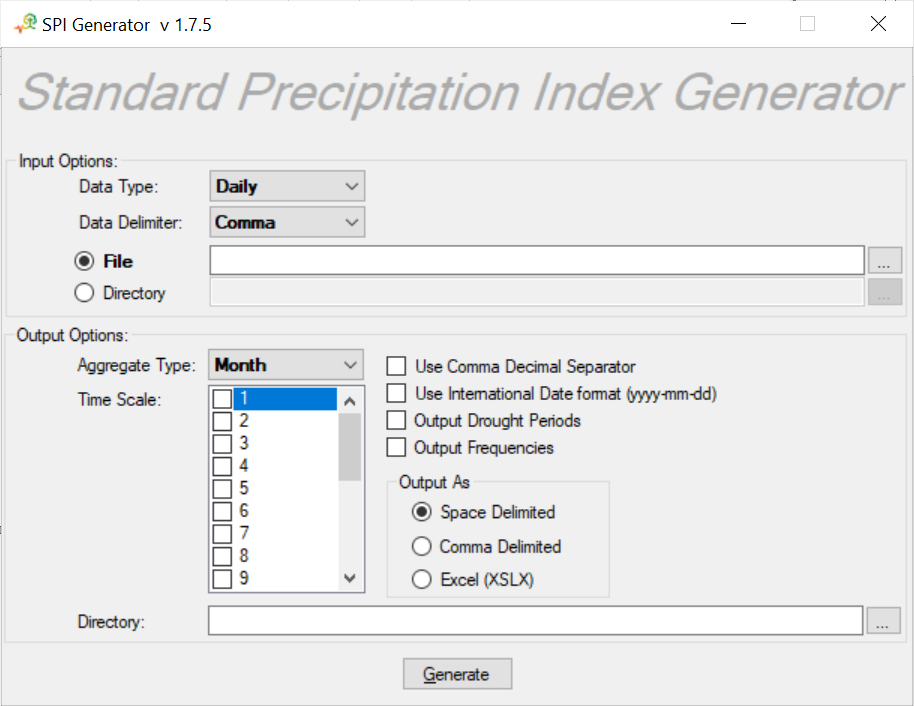 SPI Generator v 1.7.5
Standard Precipitation Index Generator
Input Options:
Data Type: Daily
Data Delimiter: Comma
File ...
Directory ...
Output Options:
Aggregate Type: Month
Time Scale:
1
2
3
4
5
6
7
8
9
Use Comma Decimal Separator
Use International Date format (yyyy-mm-dd)
Output Drought Periods
Output Frequencies
Output As
Space Delimited
Comma Delimited
Excel (XSLX)
Directory: ...
Generate